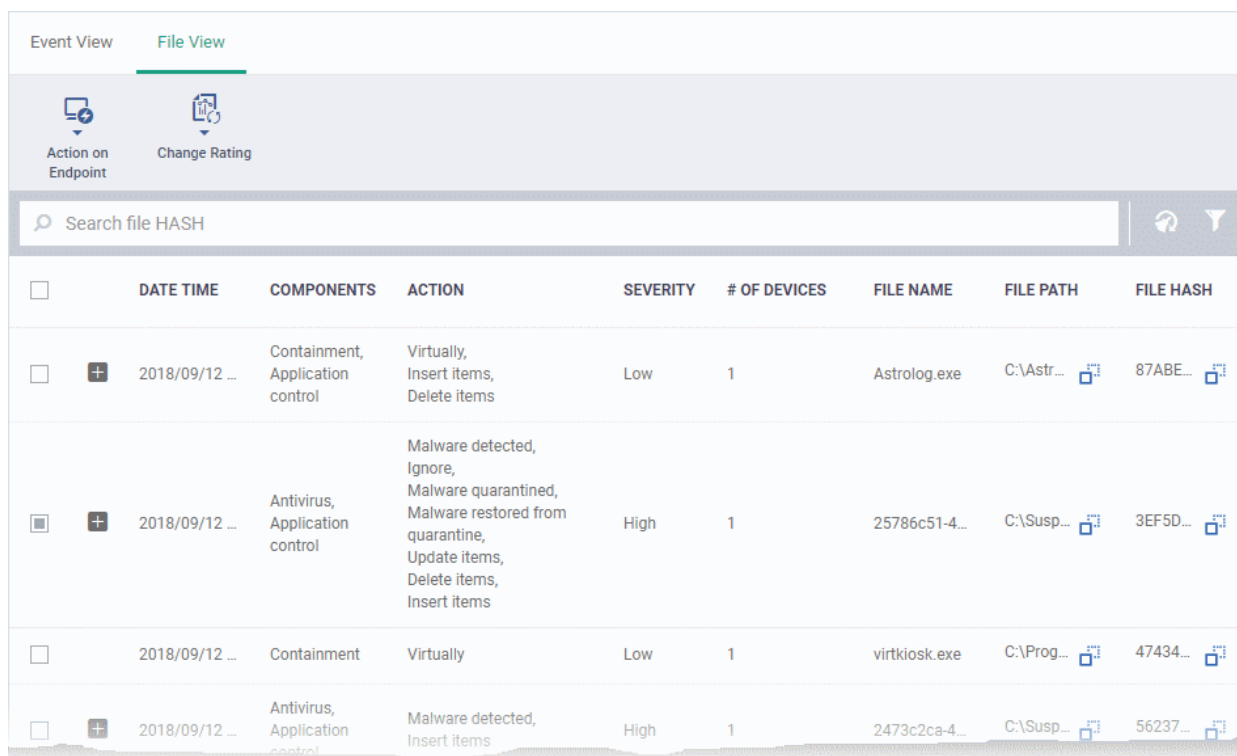 Event View
File View
Action on
Endpoint
Change Rating
Search file HASH
DATE TIME COMPONENTS ACTION SEVERITY # OF DEVICES FILE NAME FILE PATH FILE HASH
Containment, Virtually,
2018/09/12 ... Application Insert items, Low 1 Astrolog.exe C:\Astr... 87ABE...
control Delete items
Malware detected,
Ignore,
Malware quarantined,
Antivirus, Malware restored from
2018/09/12 ... Application quarantine, High 1 25786c51-4... C:\Susp... 3EF5D...
control Update items,
Delete items,
Insert items
2018/09/12 ... Containment Virtually Low 1 virtkiosk.exe C:\Prog... 47434...
Antivirus, Malware detected,
2018/09/12 ... Application Insert items High 1 2473c2ca-4... C:\Susp... 56237...
control